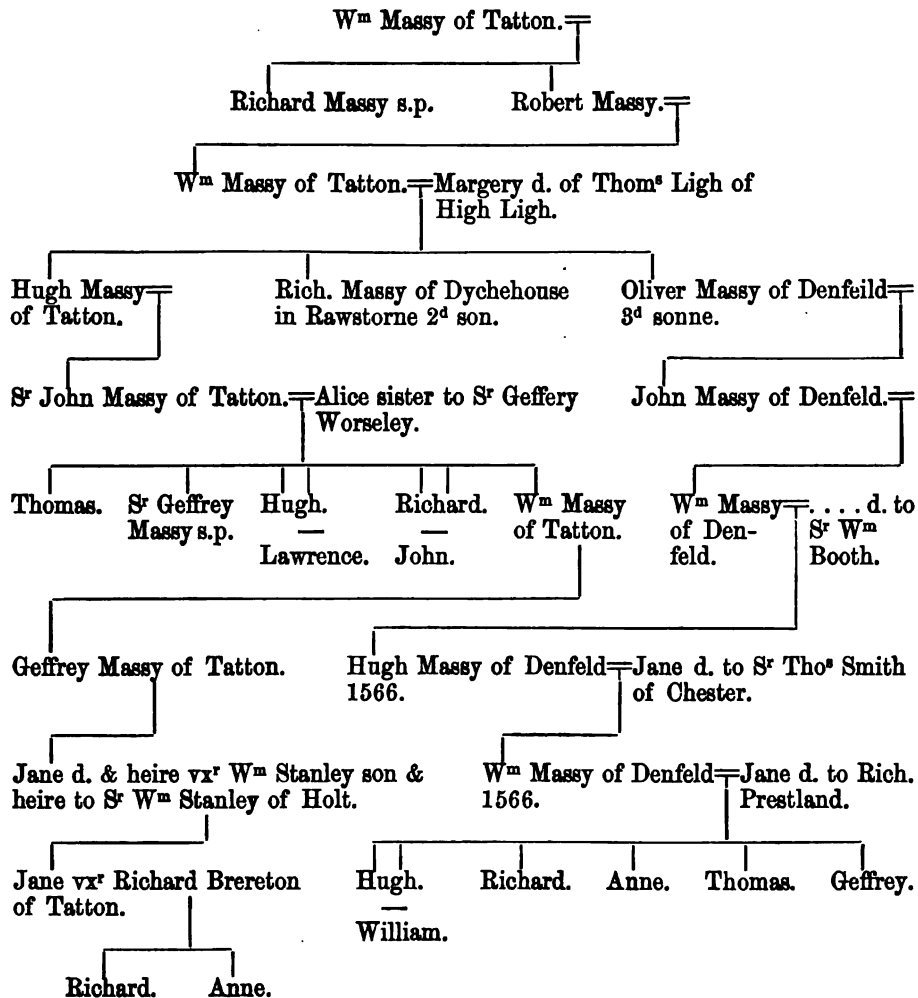 Wᵐ Massy of Tatton.
Richard Massy s.p.
Robert Massy.
Wᵐ Massy of Tatton.
Margery d. of Thomˢ Ligh of
High Ligh.
Hugh Massy
of Tatton.
Rich. Massy of Dychehouse
in Rawstorne 2ᵈ son.
Oliver Massy of Denfeild
3ᵈ sonne.
Sʳ John Massy of Tatton.
Alice sister to Sʳ Geffery
Worseley.
John Massy of Denfeld.
Thomas.
Sʳ Geffrey
Massy s.p.
Hugh.
—
Lawrence.
Richard.
—
John.
Wᵐ Massy
of Tatton.
Wᵐ Massy
of Den-
feld.
. . . . d. to
Sʳ Wᵐ
Booth.
Geffrey Massy of Tatton.
Hugh Massy of Denfeld
1566.
Jane d. to Sʳ Thoˢ Smith
of Chester.
Jane d. & heire vxʳ Wᵐ Stanley son &
heire to Sʳ Wᵐ Stanley of Holt.
Wᵐ Massy of Denfeld
1566.
Jane d. to Rich.
Prestland.
Jane vxʳ Richard Brereton
of Tatton.
Hugh.
—
William.
Richard.
Anne.
Thomas.
Geffrey.
Richard.
Anne.